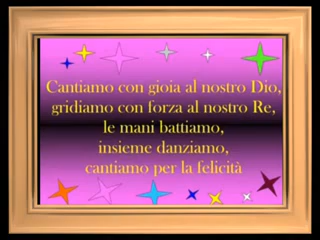 Cantiamo con gioia al nostro Dio,
gridiamo con forza al nostro Re,
le mani battiamo,
insieme danziamo,
cantiamo per la felicità